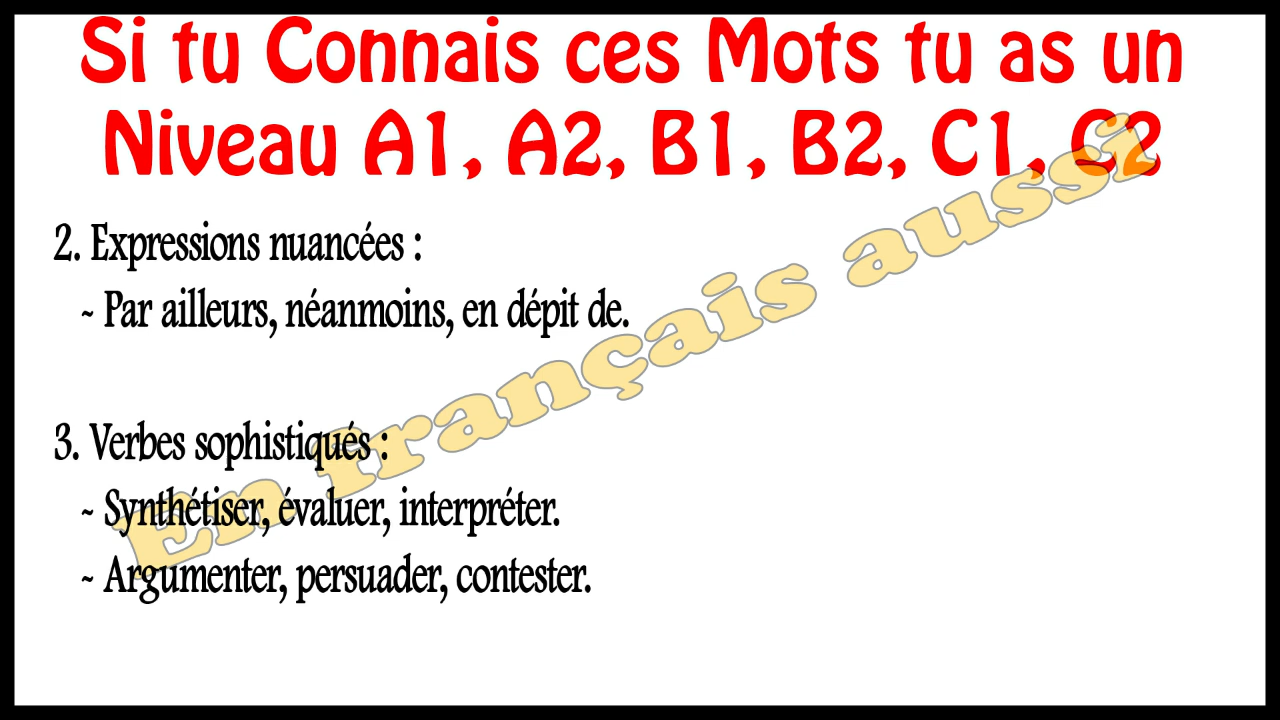 Si tu Connais ces Mots tu as un
Niveau A1, A2, B1, B2, C1, C2
2. Expressions nuancées :
~ Par ailleurs, néanmoins, en dépit de.
3. Verbes sophistiqués :
~ Synthétiser, évaluer, interpréter.
~ Argumenter, persuader, contester.
En français aussi